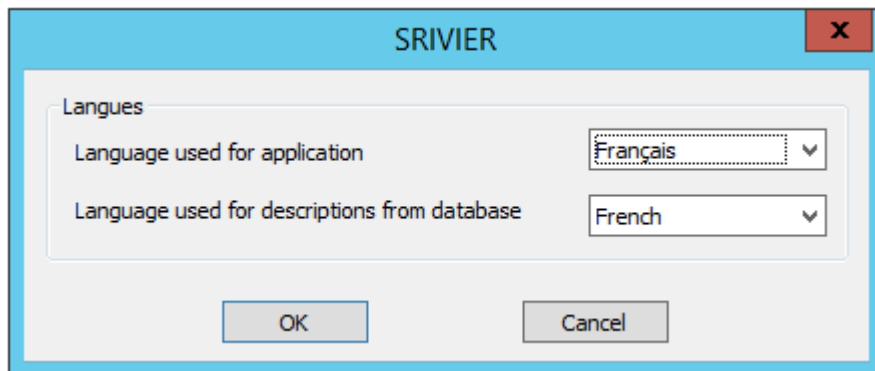 SRIVIER
x
Langues
Language used for application
Français
Language used for descriptions from database
French
OK
Cancel